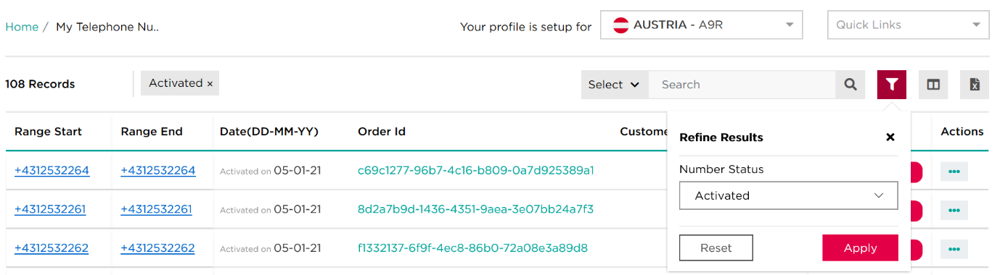 Home / My Telephone Nu.. Your profile is setup for AUSTRIA - A9R Quick Links
108 Records Activated × Select Search
Range Start Range End Date(DD-MM-YY) Order Id Custome Actions
+4312532264 +4312532264 Activated on 05-01-21 c69c1277-96b7-4c16-b809-0a7d925389a1
+4312532261 +4312532261 Activated on 05-01-21 8d2a7b9d-1436-4351-9aea-3e07bb24a7f3
+4312532262 +4312532262 Activated on 05-01-21 f1332137-6f9f-4ec8-86b0-72a08e3a89d8
Refine Results
Number Status
Activated
Reset Apply